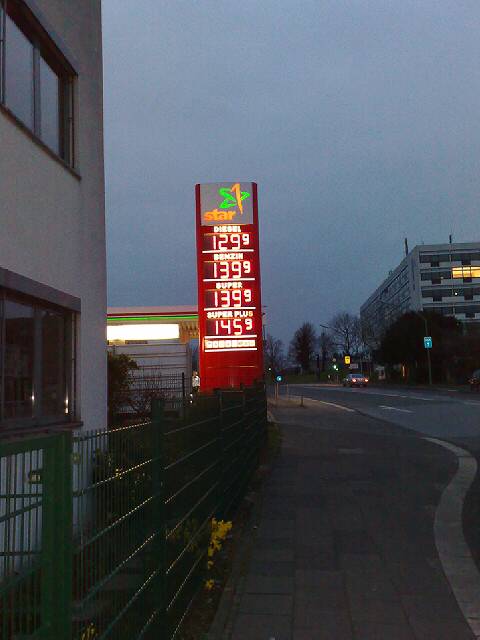 star
DIESEL
129⁹
BENZIN
139⁹
SUPER
139⁹
SUPER PLUS
145⁹